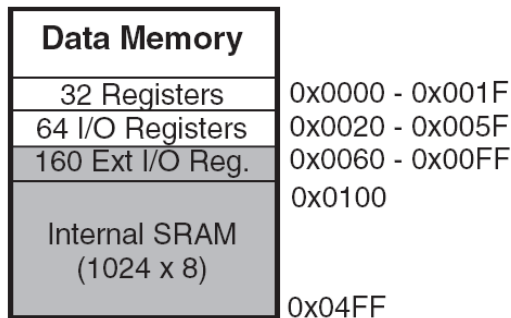 Data Memory
32 Registers 0x0000 - 0x001F
64 I/O Registers 0x0020 - 0x005F
160 Ext I/O Reg. 0x0060 - 0x00FF
0x0100
Internal SRAM
(1024 x 8)
0x04FF